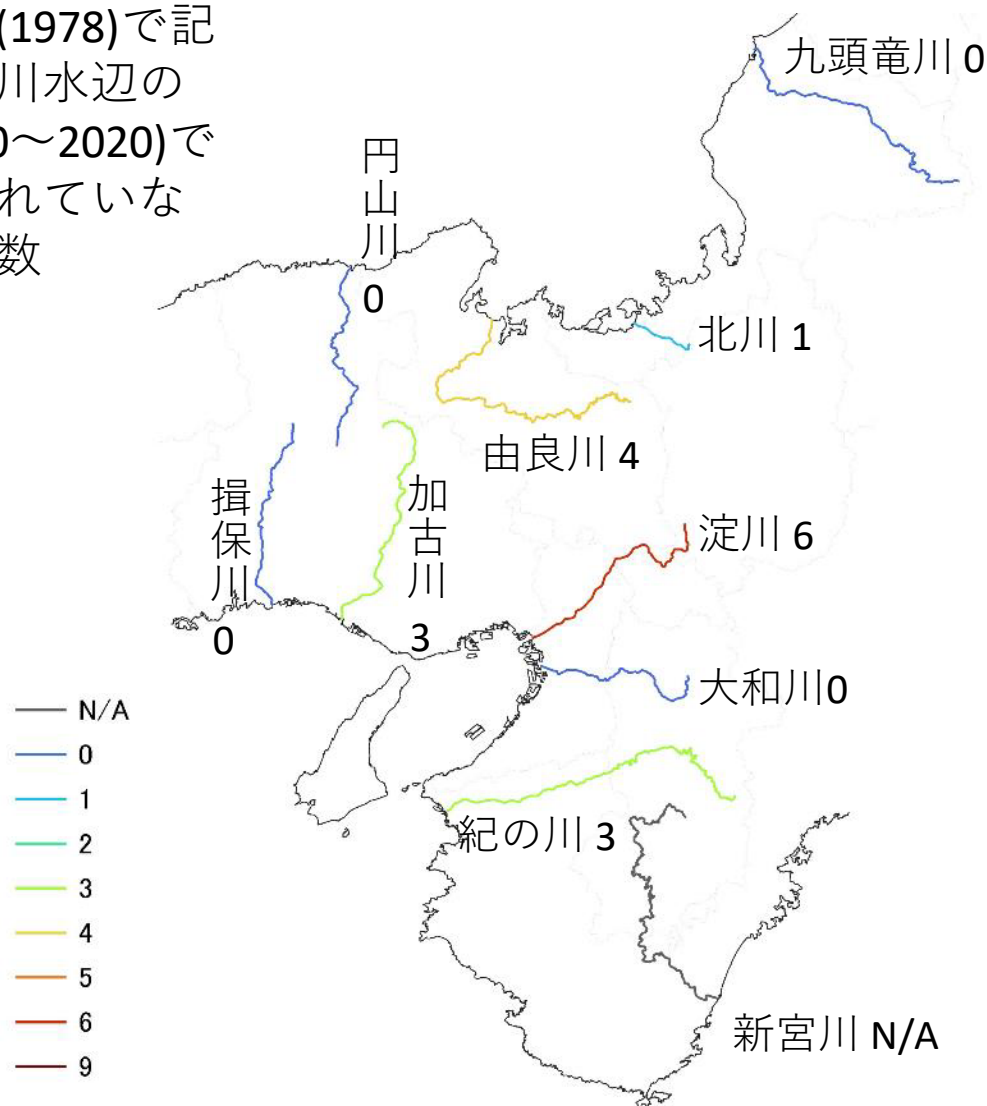 (1978)で記
川水辺の
0～2020)で
れていな
数
九頭竜川 0
円山川
0
北川 1
由良川 4
揖保川
0
加古川
3
淀川 6
大和川0
紀の川 3
新宮川 N/A
N/A
0
1
2
3
4
5
6
9